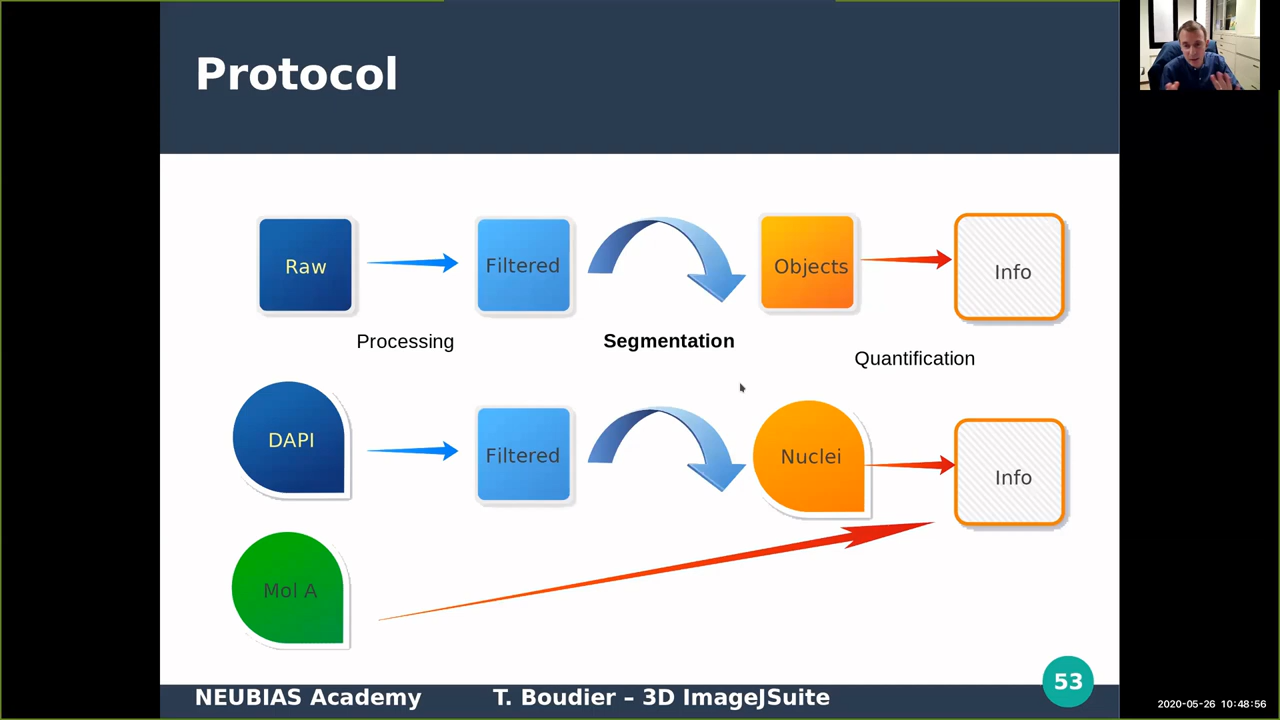 Protocol
Raw
Filtered
Objects
Info
Processing
Segmentation
Quantification
DAPI
Filtered
Nuclei
Info
Mol A
53
NEUBIAS Academy T. Boudier – 3D ImageJSuite
2020-05-26 10:48:56